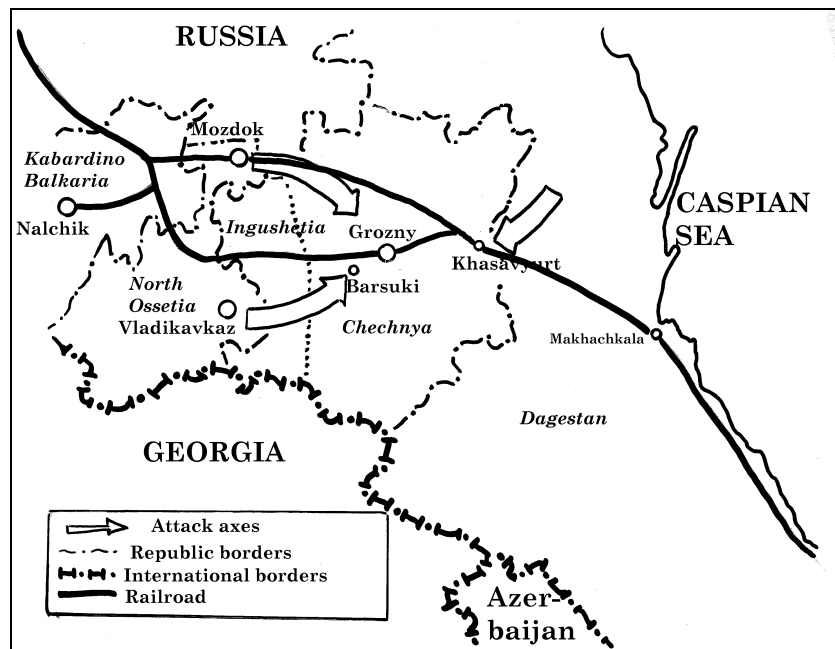 RUSSIA
Mozdok
Kabardino
Balkaria
Nalchik
Ingushetia
Grozny
CASPIAN
SEA
Khasavyurt
North
Ossetia
Barsuki
Vladikavkaz
Chechnya
Makhachkala
Dagestan
GEORGIA
Attack axes
Republic borders
International borders
Railroad
Azer-
baijan